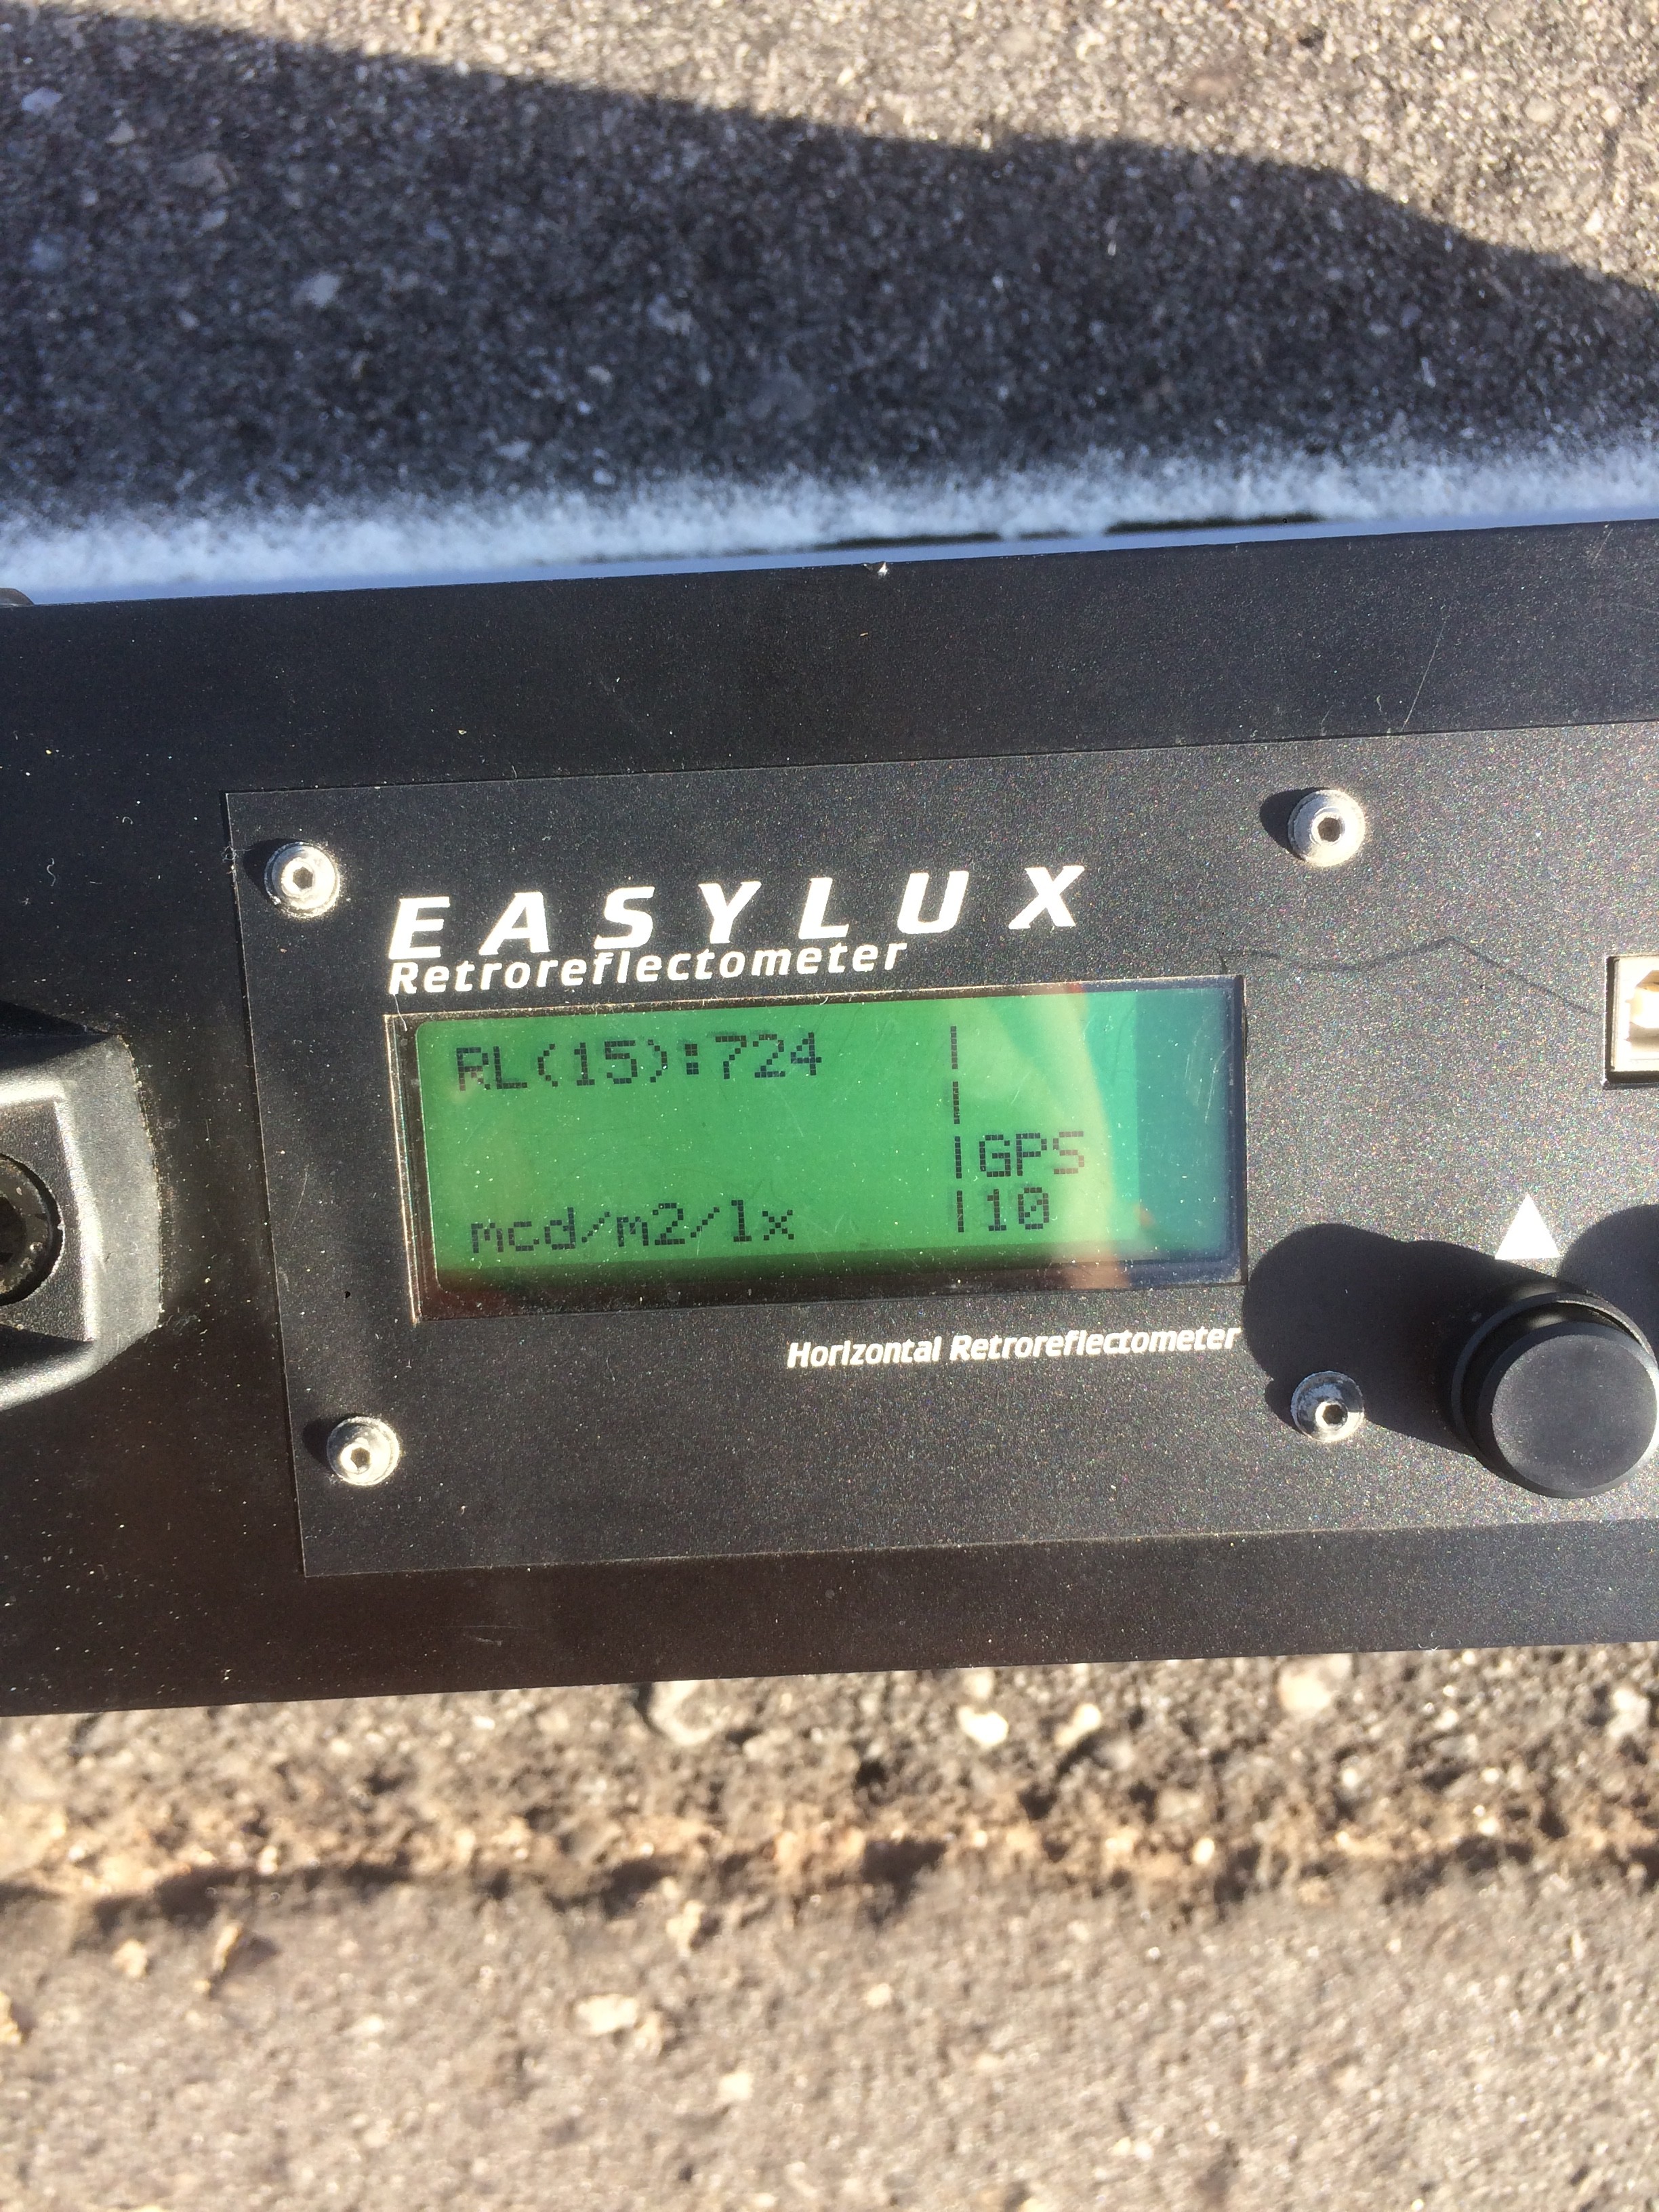 EASYLUX
Retroreflectometer
RL(15):724 |
|
|GPS
mcd/m2/lx |10
Horizontal Retroreflectometer